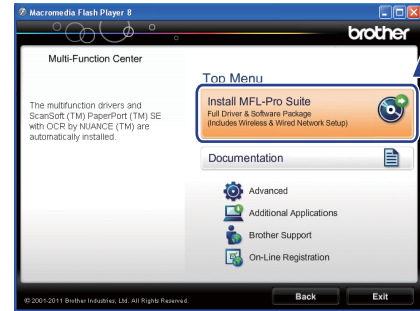 Macromedia Flash Player 8
brother
Multi-Function Center
The multifunction drivers and
ScanSoft (TM) PaperPort (TM) SE
with OCR by NUANCE (TM) are
automatically installed.
Top Menu
Install MFL-Pro Suite
Full Driver & Software Package
(Includes Wireless & Wired Network Setup)
Documentation
Advanced
Additional Applications
Brother Support
On-Line Registration
© 2001-2011 Brother Industries, Ltd. All Rights Reserved.
Back
Exit